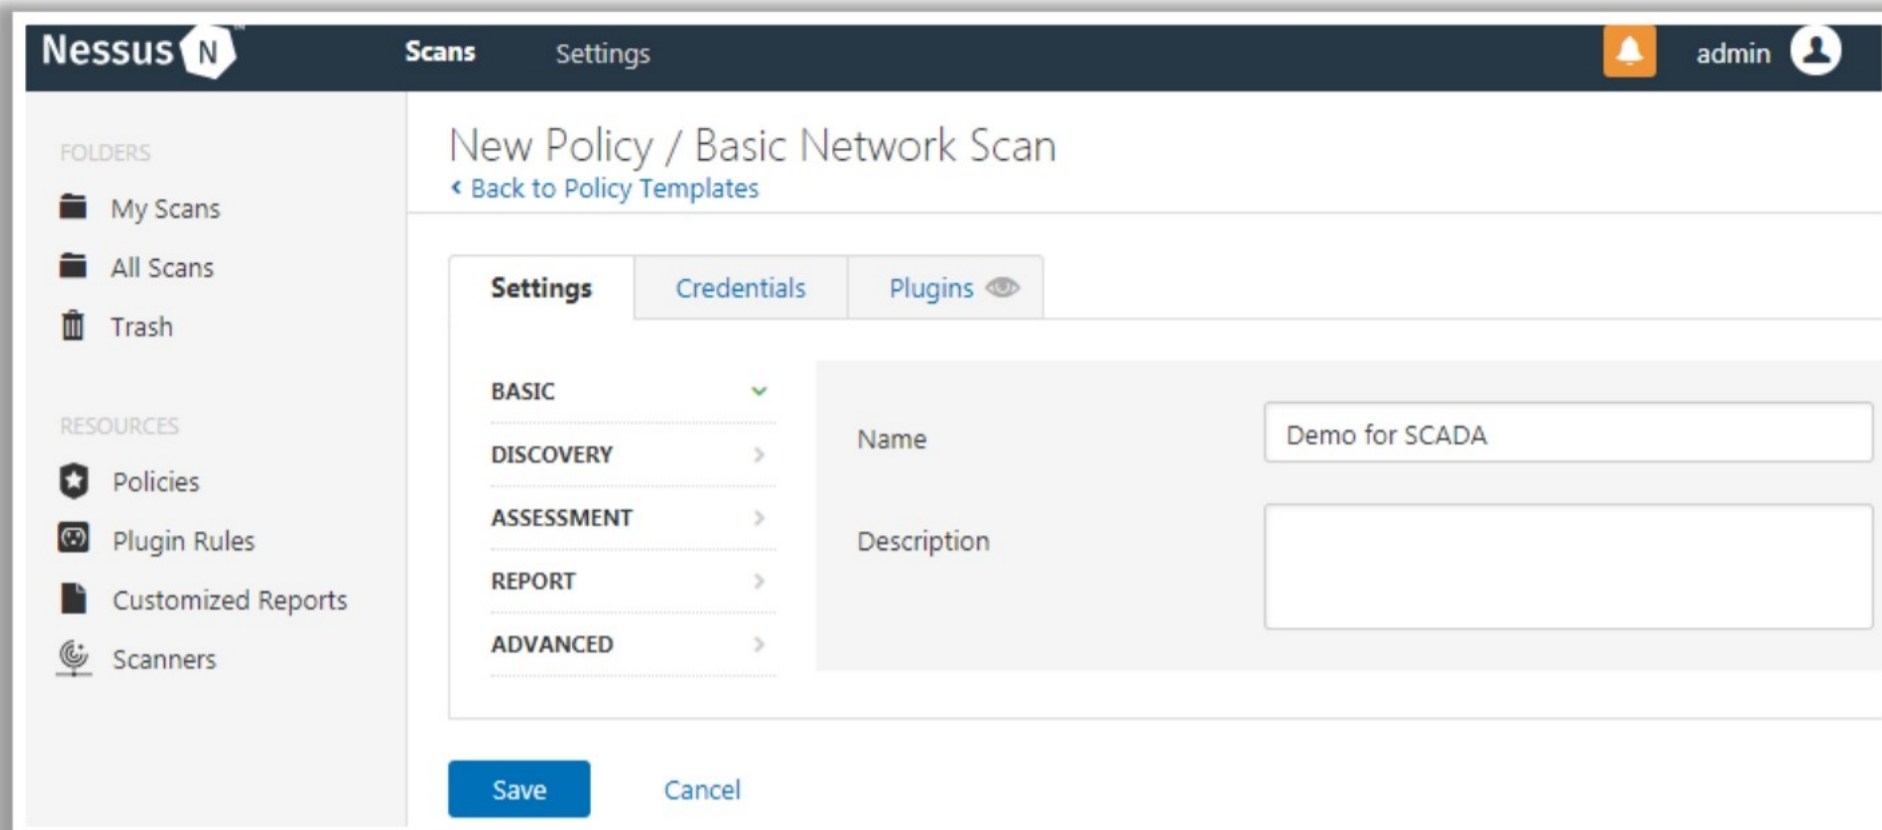 Nessus N ™ Scans Settings admin
FOLDERS
My Scans
All Scans
Trash
RESOURCES
Policies
Plugin Rules
Customized Reports
Scanners
New Policy / Basic Network Scan
Back to Policy Templates
Settings Credentials Plugins
BASIC
DISCOVERY
ASSESSMENT
REPORT
ADVANCED
Name Demo for SCADA
Description
Save Cancel